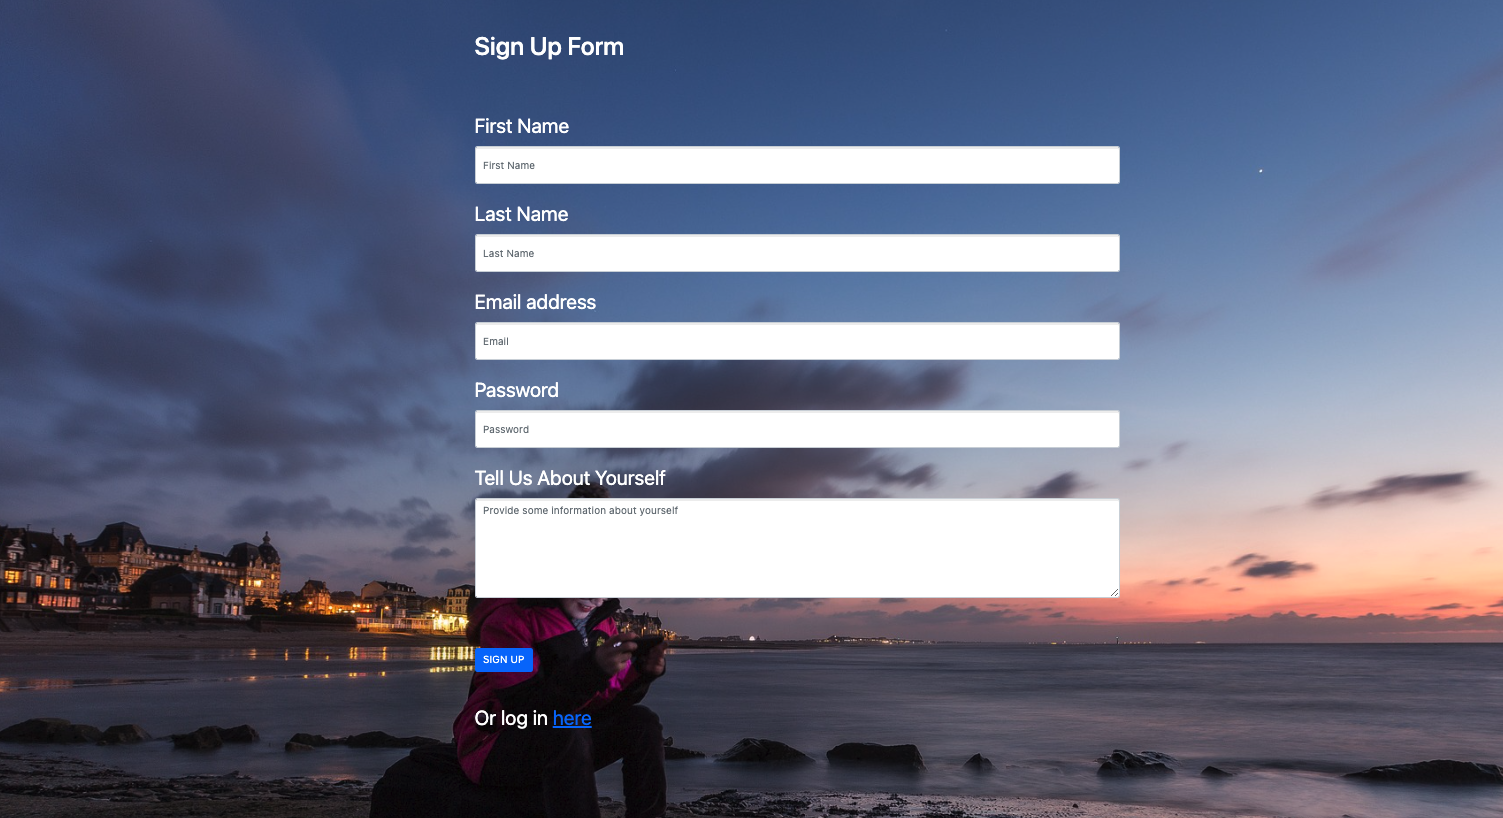 Sign Up Form
First Name
First Name
Last Name
Last Name
Email address
Email
Password
Password
Tell Us About Yourself
Provide some information about yourself
SIGN UP
Or log in here